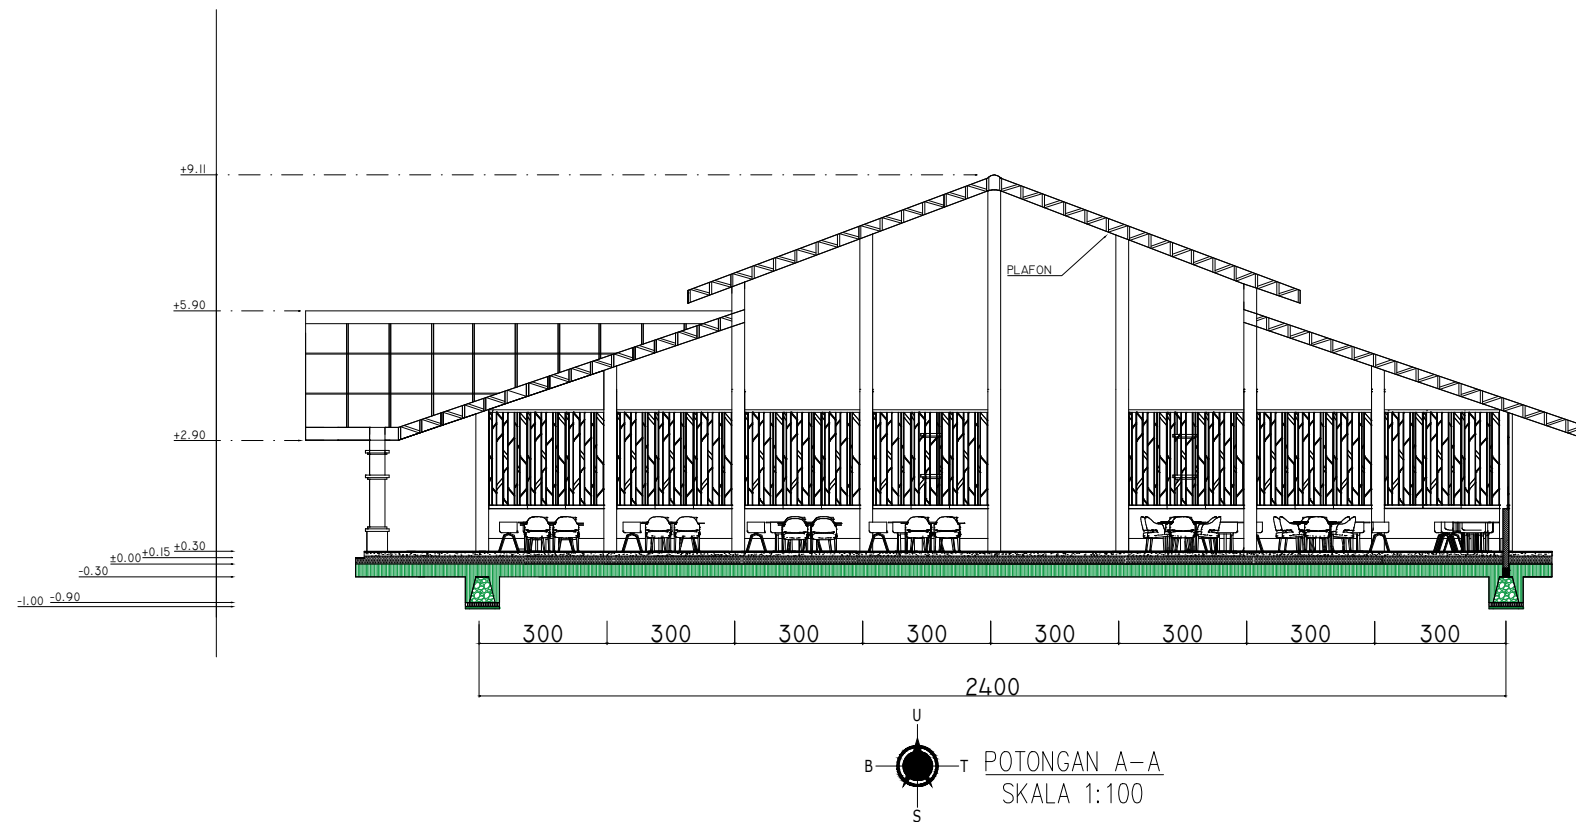 +9.11
PLAFON
+5.90
+2.90
±0.00 +0.15 +0.30
-0.30
-1.00 -0.90
300 300 300 300 300 300 300 300
2400
U
B T
S
POTONGAN A-A
SKALA 1:100